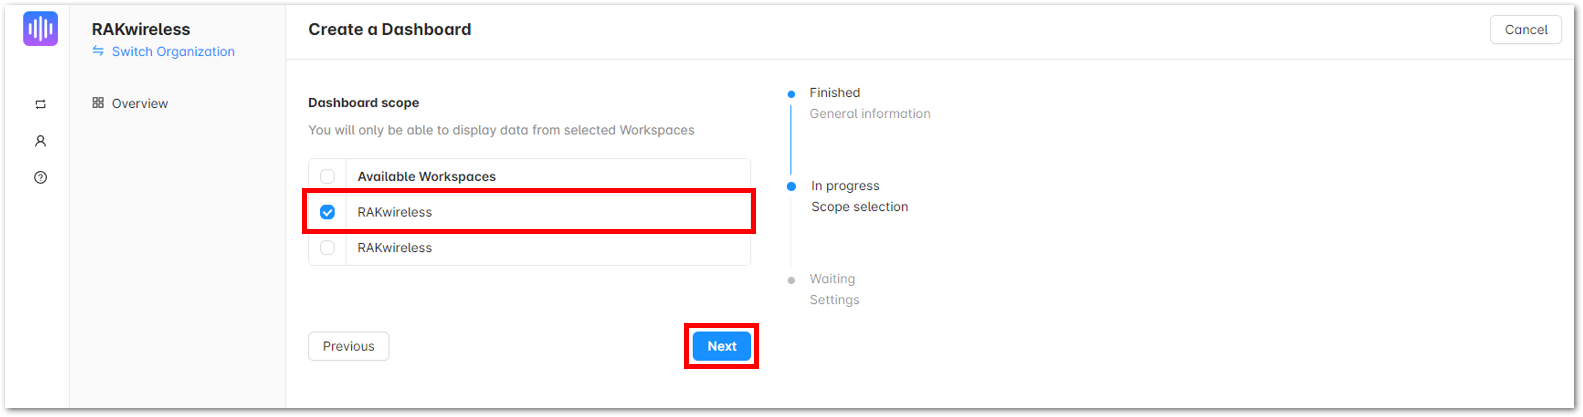 RAKwireless
Switch Organization
Overview
Create a Dashboard
Cancel
Dashboard scope
You will only be able to display data from selected Workspaces
Available Workspaces
RAKwireless
RAKwireless
Previous
Next
Finished
General information
In progress
Scope selection
Waiting
Settings